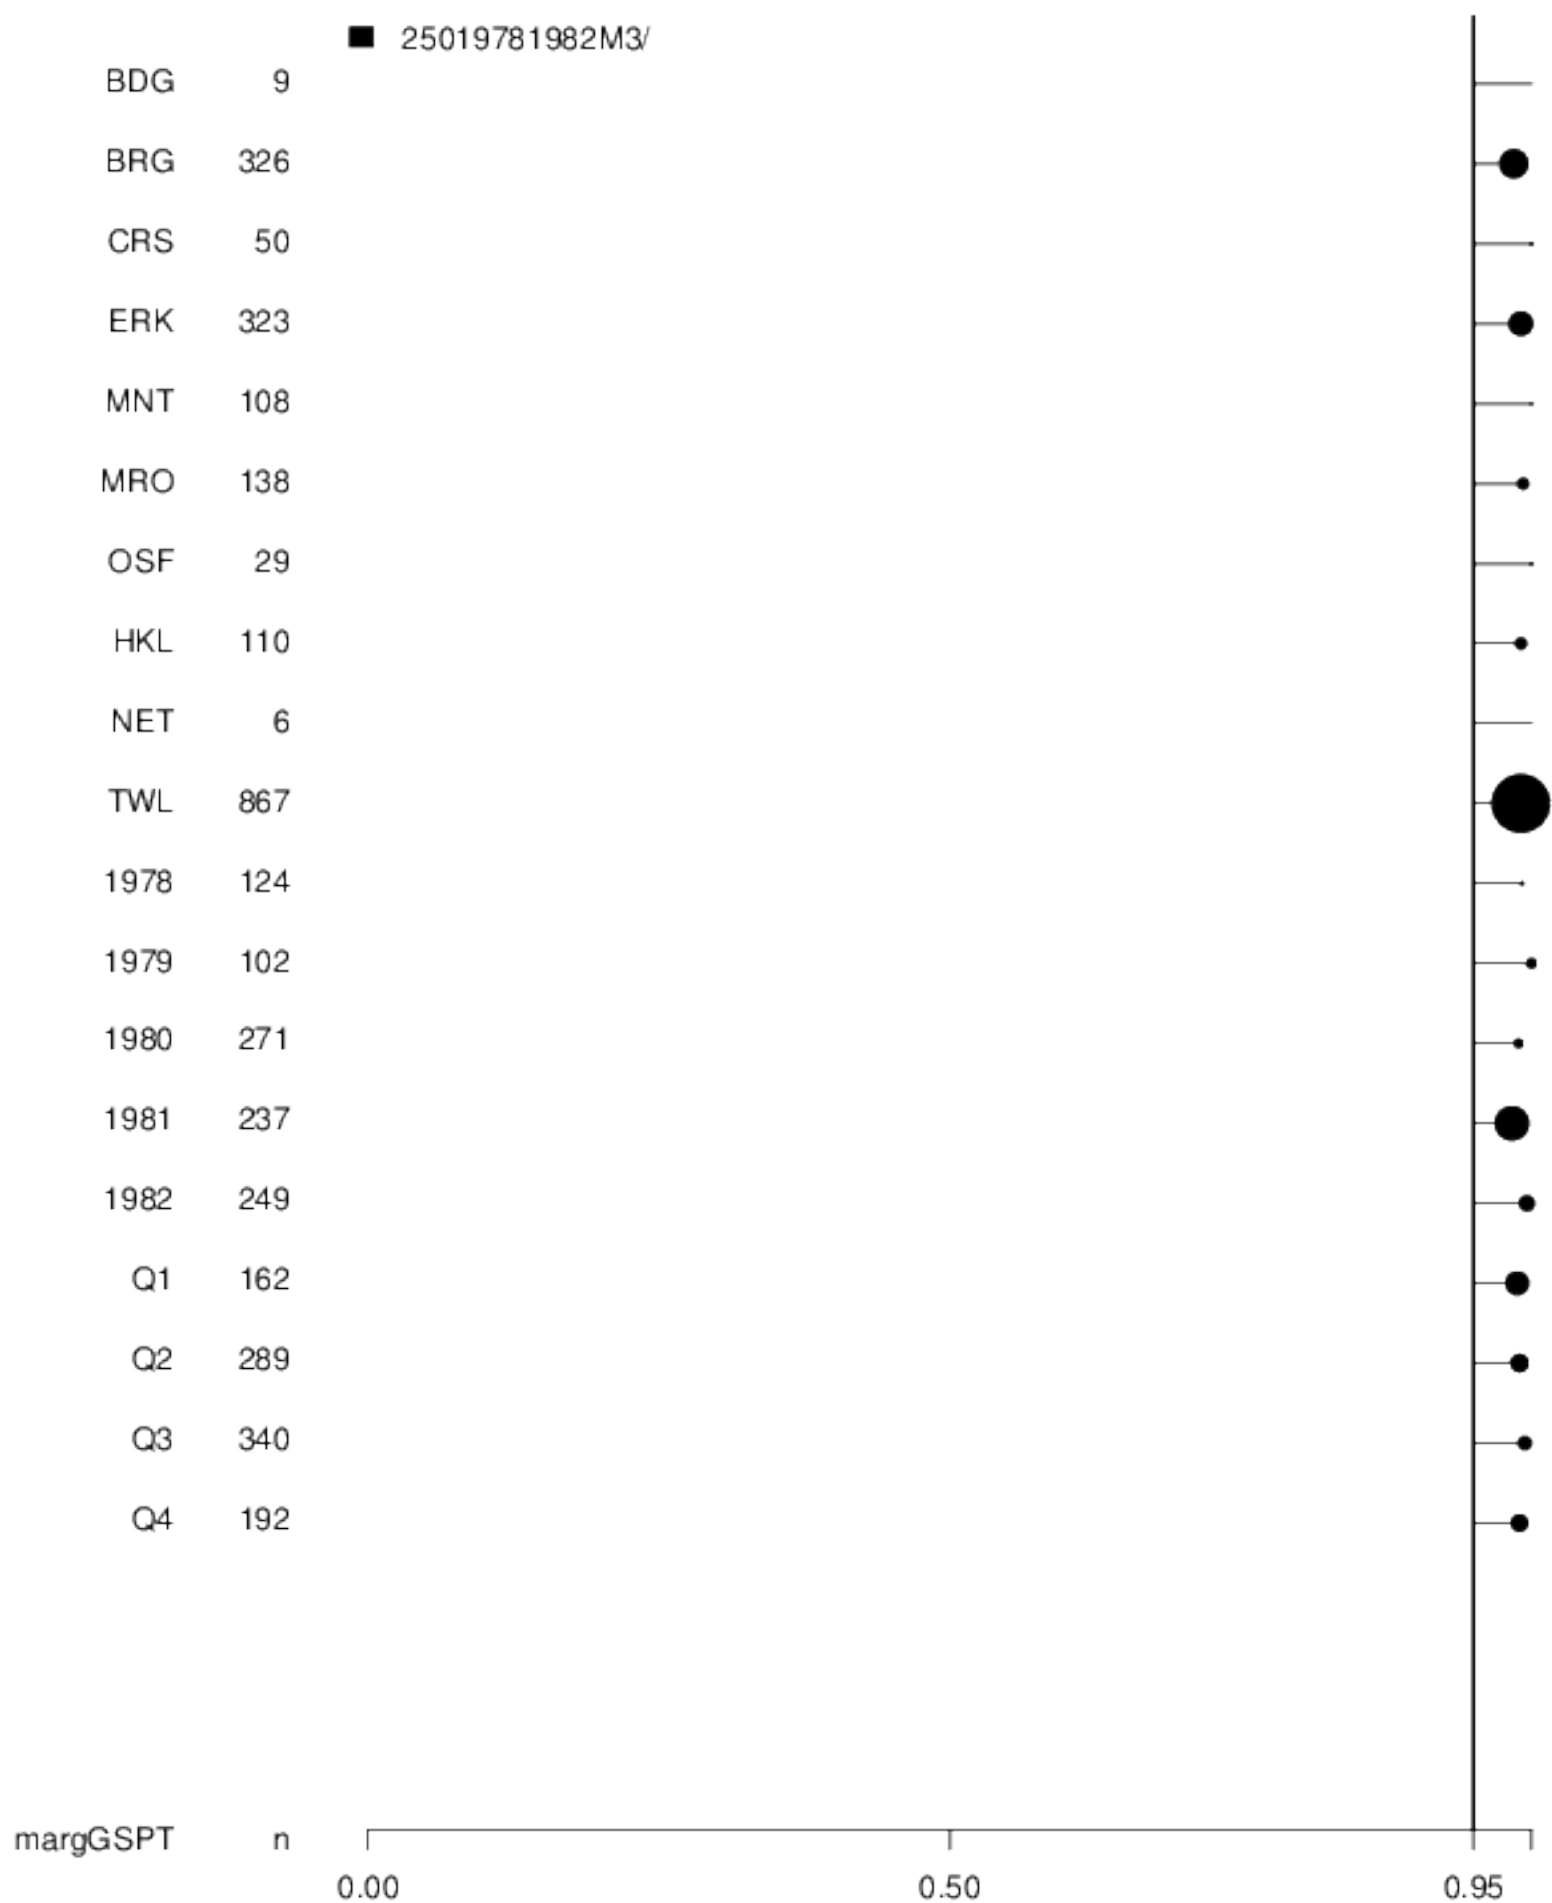 25019781982M3/
BDG 9
BRG 326
CRS 50
ERK 323
MNT 108
MRO 138
OSF 29
HKL 110
NET 6
TWL 867
1978 124
1979 102
1980 271
1981 237
1982 249
Q1 162
Q2 289
Q3 340
Q4 192
margGSPT n
0.00 0.50 0.95